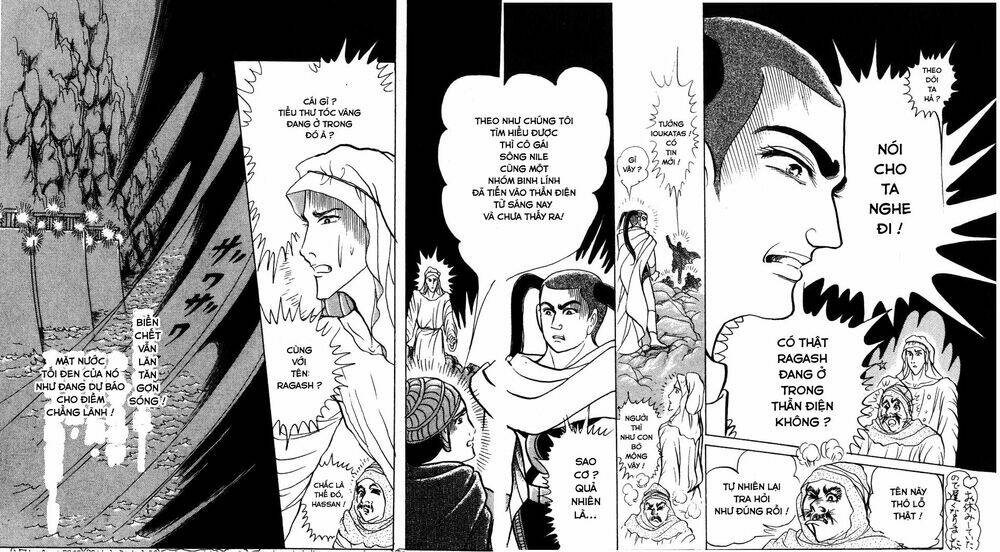 THEO
DÕI
TA
HẢ ?
NÓI
CHO TA
NGHE
ĐI !
CÓ THẬT
RAGASH
ĐANG Ở
TRONG
THẦN ĐIỆN
KHÔNG ?
TÊN NÀY
THÔ LỖ
THẬT !
TỰ NHIÊN LẠI
TRA HỎI
NHƯ ĐÚNG RỒI !
TƯỚNG
IOUKATAS !
CÓ
TIN
MỚI !
GÌ
VẬY ?
NGƯỜI
THÌ
NHƯ CON
BÓ
MỘNG VẬY !
THEO NHƯ CHÚNG TÔI
TÌM HIỂU ĐƯỢC
THÌ CÔ GÁI
SÔNG NILE
CÙNG MỘT
NHÓM BINH LÍNH
ĐÃ TIẾN VÀO THẦN ĐIỆN
TỪ SÁNG NAY
VÀ CHƯA THẤY RA!
SAO
CƠ ?
QUẢ
NHIÊN
LÀ...
CÁI GÌ ?
TIỂU THƯ TÓC VÀNG
ĐANG Ở TRONG
ĐÓ À ?
CÙNG
VỚI
TÊN
RAGASH ?
CHẮC LÀ
THẾ ĐÓ,
HASSAN !
ザワザワ
BIỂN
CHẾT VẪN
LĂN
TĂN
GỢN
SÓNG !
MẶT NƯỚC
TỐI ĐEN CỦA NÓ
NHƯ ĐANG DỰ BÁO
CHO ĐIỀM
CHẲNG LÀNH !